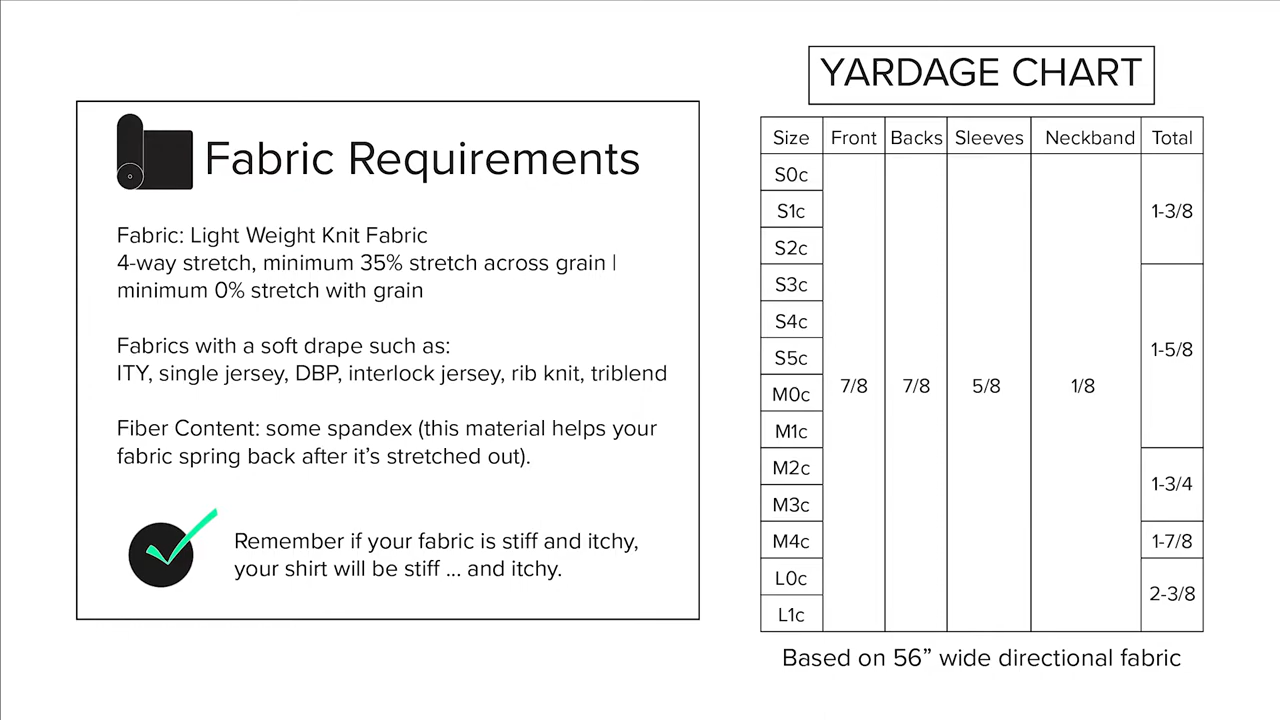 Fabric Requirements
Fabric: Light Weight Knit Fabric
4-way stretch, minimum 35% stretch across grain |
minimum 0% stretch with grain
Fabrics with a soft drape such as:
ITY, single jersey, DBP, interlock jersey, rib knit, triblend
Fiber Content: some spandex (this material helps your
fabric spring back after it’s stretched out).
Remember if your fabric is stiff and itchy,
your shirt will be stiff ... and itchy.
YARDAGE CHART
Size Front Backs Sleeves Neckband Total
S0c
S1c 1-3/8
S2c
S3c
S4c
S5c 1-5/8
M0c 7/8 7/8 5/8 1/8
M1c
M2c
M3c 1-3/4
M4c 1-7/8
L0c
L1c 2-3/8
Based on 56” wide directional fabric